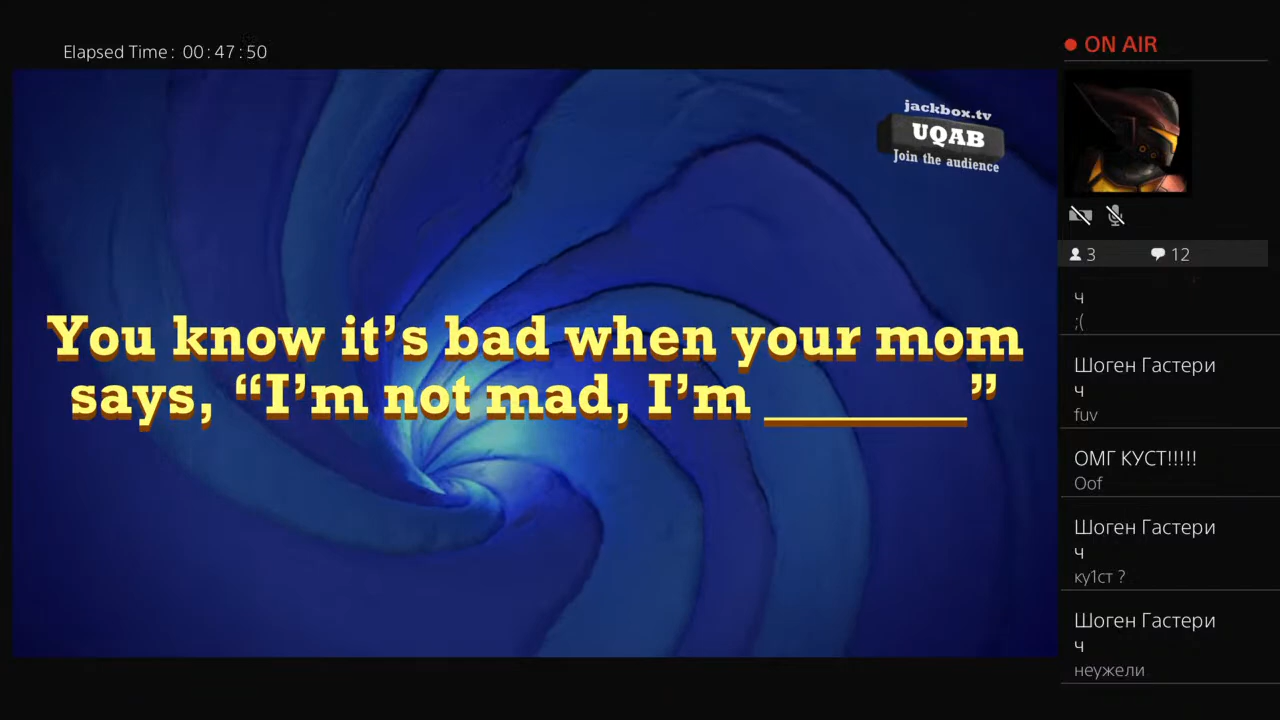 Elapsed Time: 00:47:50
ON AIR
jackbox.tv
UQAB
Join the audience
You know it’s bad when your mom
says, “I’m not mad, I’m ________”
3 12
ч
;(
Шоген Гастери
ч
fuv
ОМГ КУСТ!!!!!
Oof
Шоген Гастери
ч
ку1ст ?
Шоген Гастери
ч
неужели